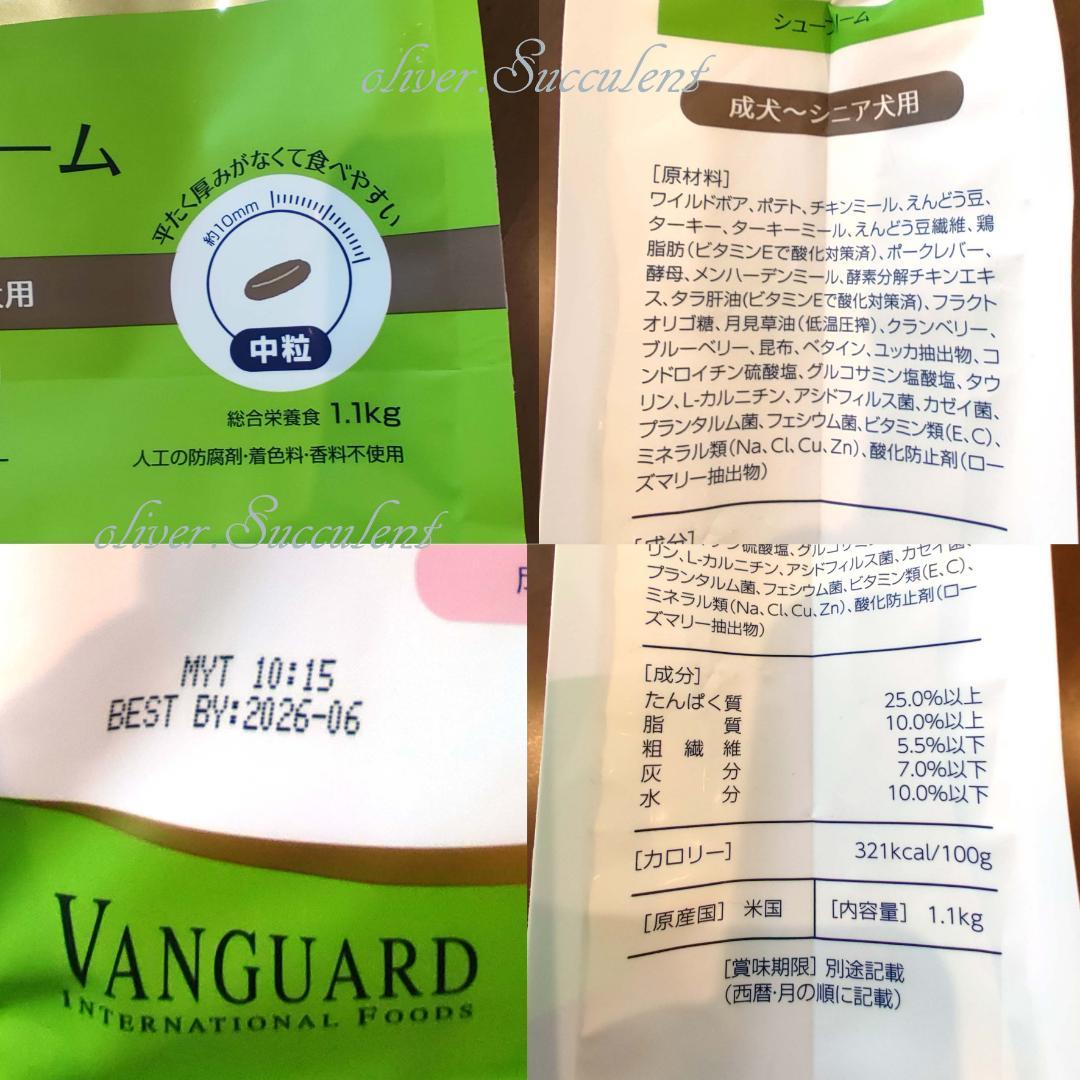 ーム
平たく厚みがなくて食べやすい
約10mm
用
中粒
総合栄養食 1.1kg
人工の防腐剤・着色料・香料不使用
oliver.Succulent
oliver.Succulent
成犬〜シニア犬用
[原材料]
ワイルドボア、ポテト、チキンミール、えんどう豆、
ターキー、ターキーミール、えんどう豆繊維、鶏
脂肪(ビタミンEで酸化対策済)、ポークレバー、
酵母、メンハーデンミール、酵素分解チキンエキ
ス、タラ肝油(ビタミンEで酸化対策済)、フラクト
オリゴ糖、月見草油(低温圧搾)、クランベリー、
ブルーベリー、昆布、ベタイン、ユッカ抽出物、コ
ンドロイチン硫酸塩、グルコサミン塩酸塩、タウ
リン、L-カルニチン、アシドフィルス菌、カゼイ菌、
プランタルム菌、フェシウム菌、ビタミン類(E、C)、
ミネラル類(Na、Cl、Cu、Zn)、酸化防止剤(ロー
ズマリー抽出物)
MYT 10:15
BEST BY:2026-06
VANGUARD
INTERNATIONAL FOODS
リン、L-カルニチン、アシドフィルス菌、カゼイ菌、
プランタルム菌、フェシウム菌、ビタミン類(E、C)、
ミネラル類(Na、Cl、Cu、Zn)、酸化防止剤(ロー
ズマリー抽出物)
[成分]
たんぱく質 25.0%以上
脂質 10.0%以上
粗繊維 5.5%以下
灰分 7.0%以下
水分 10.0%以下
[カロリー] 321kcal/100g
[原産国] 米国 [内容量] 1.1kg
[賞味期限] 別途記載
(西暦・月の順に記載)